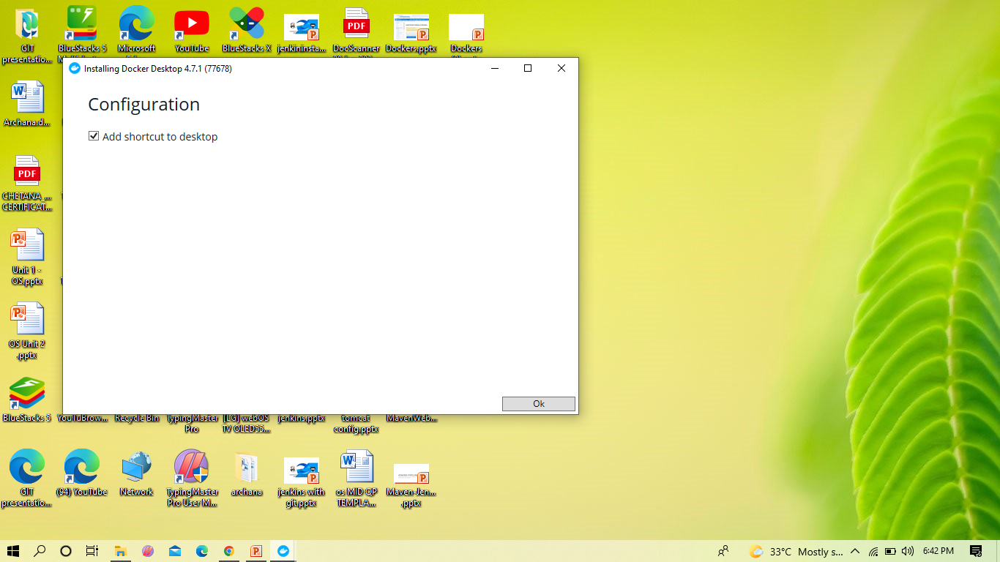 GIT
presentatio...
BlueStacks 5
Microsoft
YouTube
BlueStacks X
jenkininsta...
PDF
DocScanner
Dockers.pptx
Dockers
Installing Docker Desktop 4.7.1 (77678)
Configuration
Add shortcut to desktop
Ok
Archana.d...
PDF
CHETANA_...
CERTIFICAT...
Unit 1 -
OS.pptx
OS Unit 2
.pptx
BlueStacks 5
YouTuBrow...
Recycle Bin
TypingMaster
Pro
[LG] webOS
TV OLED55...
jenkins.pptx
tomcat
config.pptx
MavenWeb...
GIT
presentatio...
(94) YouTube
Network
TypingMaster
Pro User M...
archana
jenkins with
git.pptx
os MID QP
TEMPLA...
Maven-Jen...
.pptx
33°C Mostly s...
6:42 PM